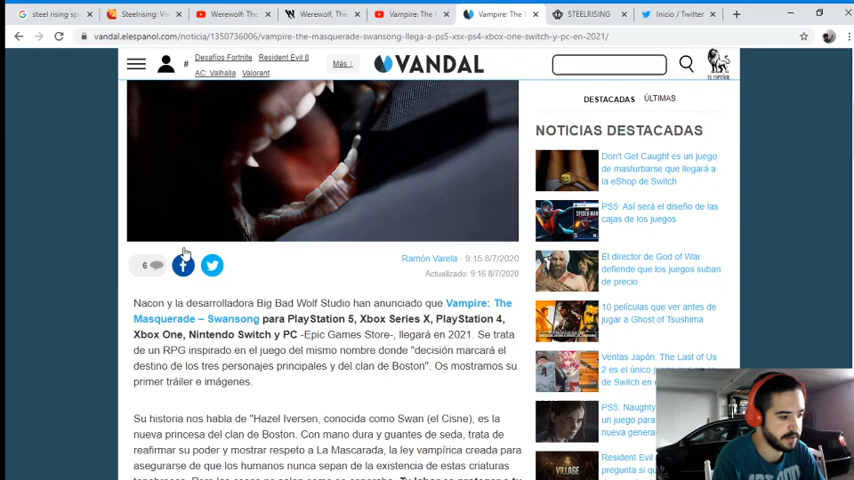 steel rising sp
Steelrising: Vi
Werewolf: The
Werewolf, The
Vampire: The
Vampire: The
STEELRISING
Inicio / Twitter
vandal.elespanol.com/noticia/1350736006/vampire-the-masquerade-swansong-llega-a-ps5-xsx-ps4-xbox-one-switch-y-pc-en-2021/
# Desafíos Fortnite Resident Evil 8 Más ↓
AC: Valhalla Valorant
VANDAL
EL ESPAÑOL
DESTACADAS ÚLTIMAS
NOTICIAS DESTACADAS
Don't Get Caught es un juego
de masturbarse que llegará a
la eShop de Switch
PS5: Así será el diseño de las
cajas de los juegos
El director de God of War
defiende que los juegos suban
de precio
10 películas que ver antes de
jugar a Ghost of Tsushima
Ventas Japón: The Last of Us
2 es el único
de Switch en
PS5: Naughty
un juego para
nueva genera
Resident Evil
pregunta si
VILLAGE
6
Ramón Varela · 9:15 8/7/2020
Actualizado: 9:16 8/7/2020
Nacon y la desarrolladora Big Bad Wolf Studio han anunciado que Vampire: The
Masquerade – Swansong para PlayStation 5, Xbox Series X, PlayStation 4,
Xbox One, Nintendo Switch y PC -Epic Games Store-, llegará en 2021. Se trata
de un RPG inspirado en el juego del mismo nombre donde "decisión marcará el
destino de los tres personajes principales y del clan de Boston". Os mostramos su
primer tráiler e imágenes.
Su historia nos habla de "Hazel Iversen, conocida como Swan (el Cisne), es la
nueva princesa del clan de Boston. Con mano dura y guantes de seda, trata de
reafirmar su poder y mostrar respeto a La Mascarada, la ley vampírica creada para
asegurarse de que los humanos nunca sepan de la existencia de estas criaturas